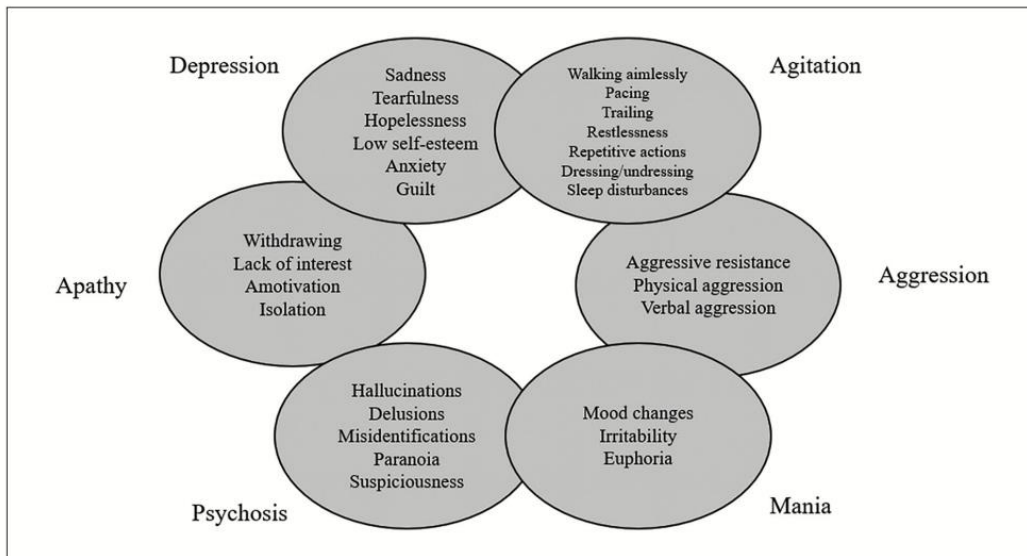 Depression
Sadness
Tearfulness
Hopelessness
Low self-esteem
Anxiety
Guilt
Agitation
Walking aimlessly
Pacing
Trailing
Restlessness
Repetitive actions
Dressing/undressing
Sleep disturbances
Apathy
Withdrawing
Lack of interest
Amotivation
Isolation
Aggressive resistance
Physical aggression
Verbal aggression
Aggression
Hallucinations
Delusions
Misidentifications
Paranoia
Suspiciousness
Psychosis
Mood changes
Irritability
Euphoria
Mania